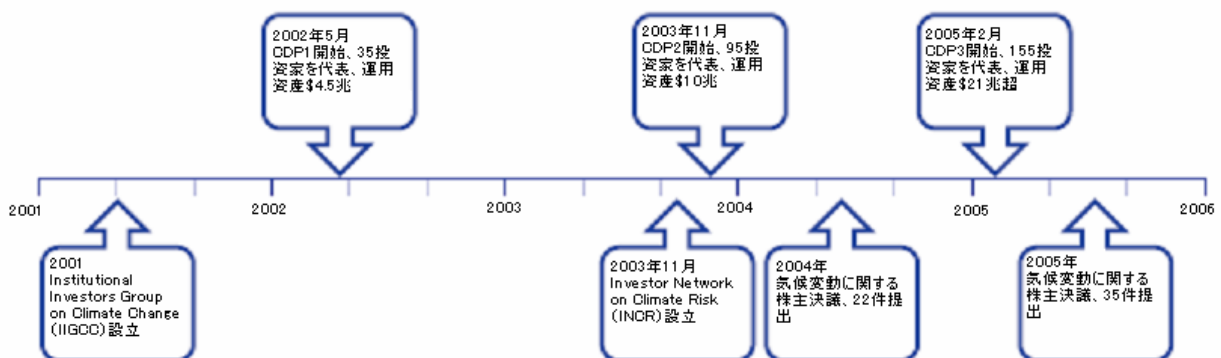 2002年5月
CDP1開始、35投
資家を代表、運用
資産$4.5兆
2003年11月
CDP2開始、95投
資家を代表、運用
資産$10兆
2005年2月
CDP3開始、155投
資家を代表、運用
資産$21兆超
2001
2002
2003
2004
2005
2006
2001
Institutional
Investors Group
on Climate Change
(IIGCC)設立
2003年11月
Investor Network
on Climate Risk
(INCR)設立
2004年
気候変動に関する
株主決議、22件提
出
2005年
気候変動に関する
株主決議、35件提
出